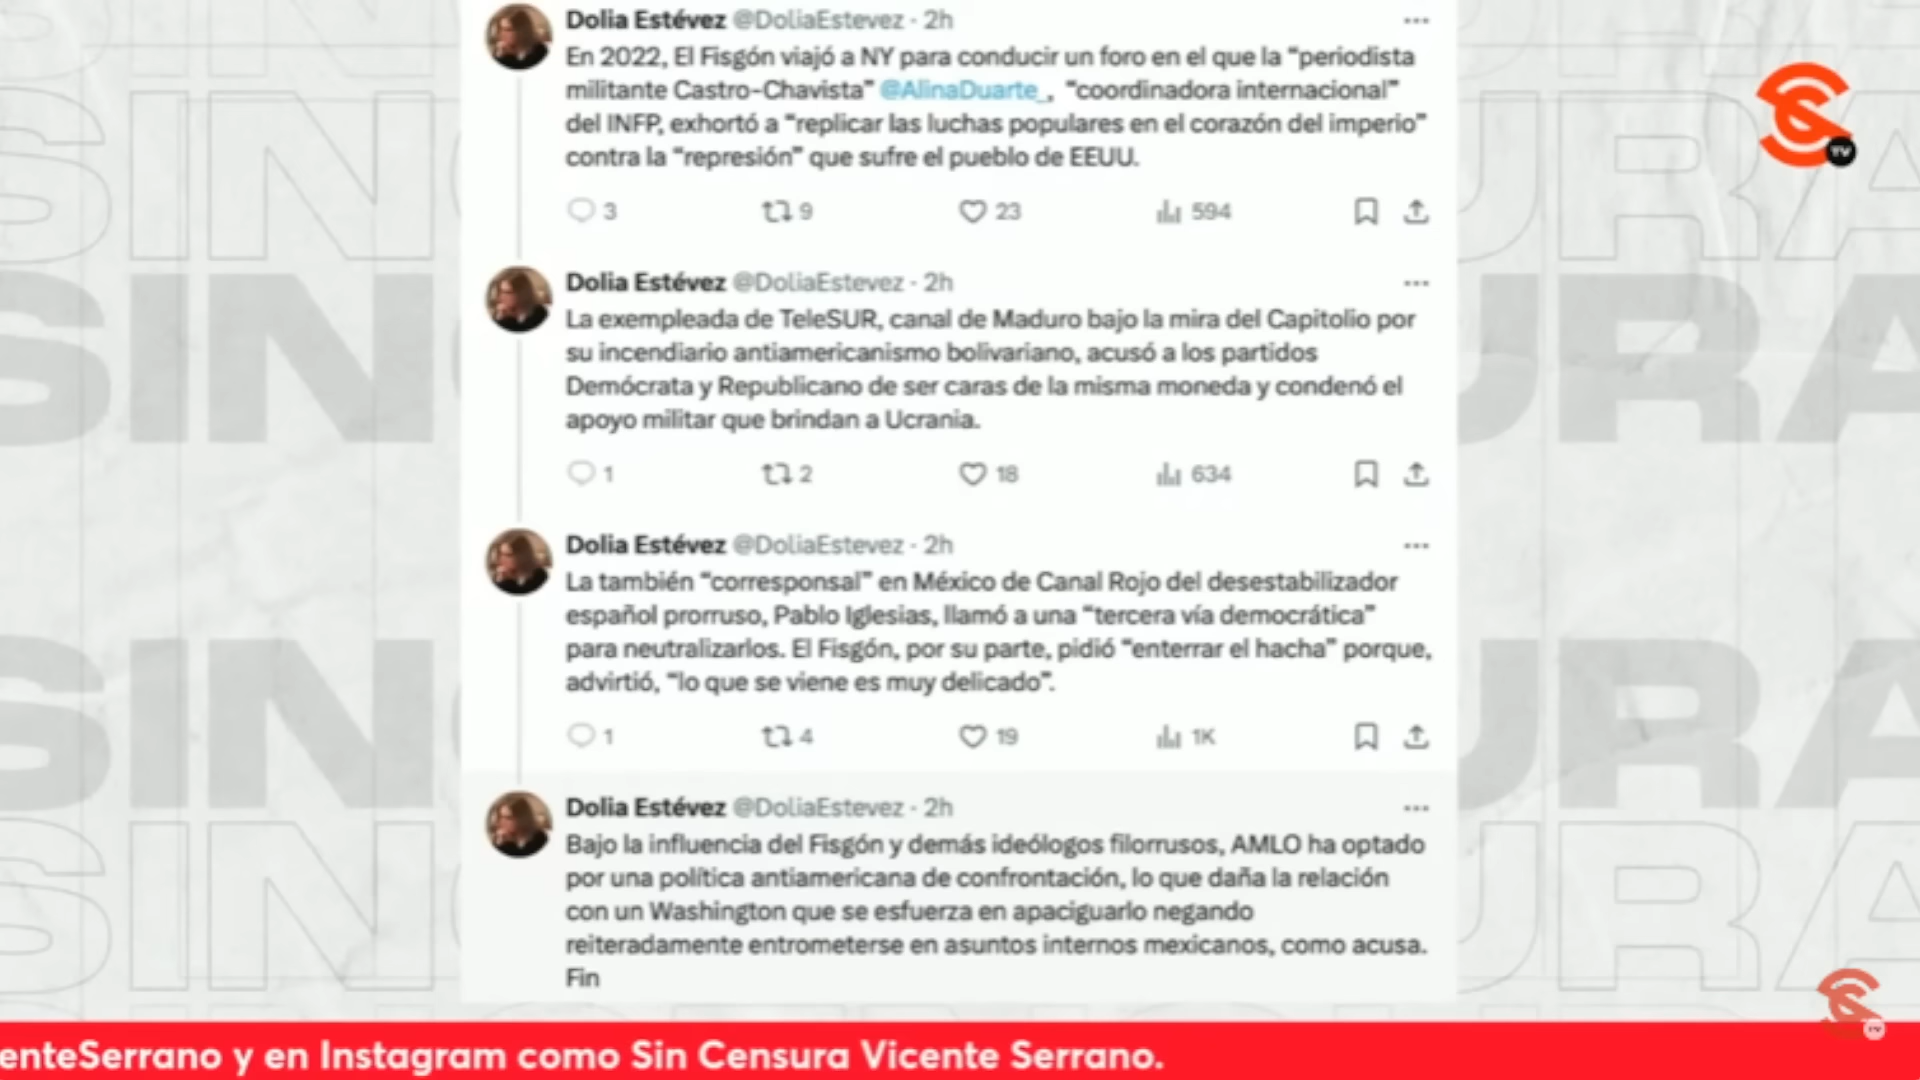 Dolia Estévez @DoliaEstevez · 2h
En 2022, El Fisgón viajó a NY para conducir un foro en el que la “periodista
militante Castro-Chavista” @AlinaDuarte_, “coordinadora internacional”
del INFP, exhortó a “replicar las luchas populares en el corazón del imperio”
contra la “represión” que sufre el pueblo de EEUU.
3 9 23 594
Dolia Estévez @DoliaEstevez · 2h
La exempleada de TeleSUR, canal de Maduro bajo la mira del Capitolio por
su incendiario antiamericanismo bolivariano, acusó a los partidos
Demócrata y Republicano de ser caras de la misma moneda y condenó el
apoyo militar que brindan a Ucrania.
1 2 18 634
Dolia Estévez @DoliaEstevez · 2h
La también “corresponsal” en México de Canal Rojo del desestabilizador
español prorruso, Pablo Iglesias, llamó a una “tercera vía democrática”
para neutralizarlos. El Fisgón, por su parte, pidió “enterrar el hacha” porque,
advirtió, “lo que se viene es muy delicado”.
1 4 19 1K
Dolia Estévez @DoliaEstevez · 2h
Bajo la influencia del Fisgón y demás ideólogos filorrusos, AMLO ha optado
por una política antiamericana de confrontación, lo que daña la relación
con un Washington que se esfuerza en apaciguarlo negando
reiteradamente entrometerse en asuntos internos mexicanos, como acusa.
Fin
SIN
URA
SIN
URA
SIN
URA
SIN
URA
TV
TV
enteSerrano y en Instagram como Sin Censura Vicente Serrano.